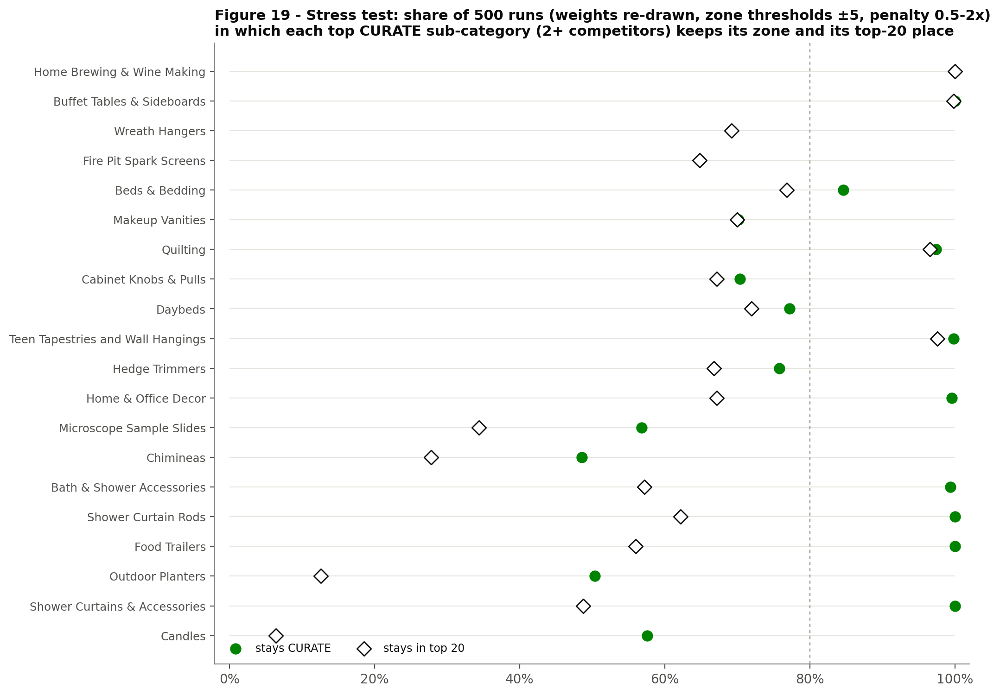 Figure 19 - Stress test: share of 500 runs (weights re-drawn, zone thresholds ±5, penalty 0.5-2x)
in which each top CURATE sub-category (2+ competitors) keeps its zone and its top-20 place
Home Brewing & Wine Making
Buffet Tables & Sideboards
Wreath Hangers
Fire Pit Spark Screens
Beds & Bedding
Makeup Vanities
Quilting
Cabinet Knobs & Pulls
Daybeds
Teen Tapestries and Wall Hangings
Hedge Trimmers
Home & Office Decor
Microscope Sample Slides
Chimineas
Bath & Shower Accessories
Shower Curtain Rods
Food Trailers
Outdoor Planters
Shower Curtains & Accessories
Candles
stays CURATE
stays in top 20
0%
20%
40%
60%
80%
100%